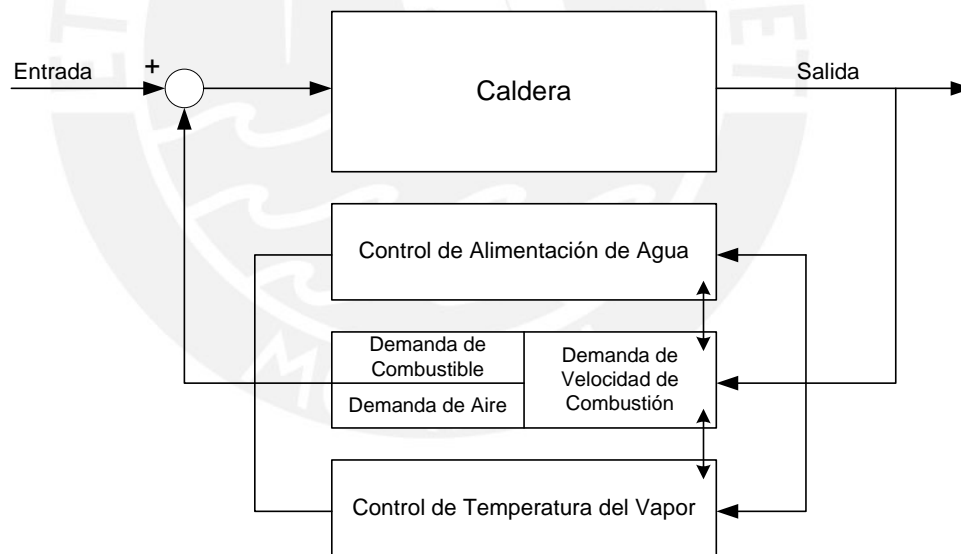 Entrada
+
Caldera
Salida
Control de Alimentación de Agua
Demanda de
Combustible
Demanda de Aire
Demanda de
Velocidad de
Combustión
Control de Temperatura del Vapor